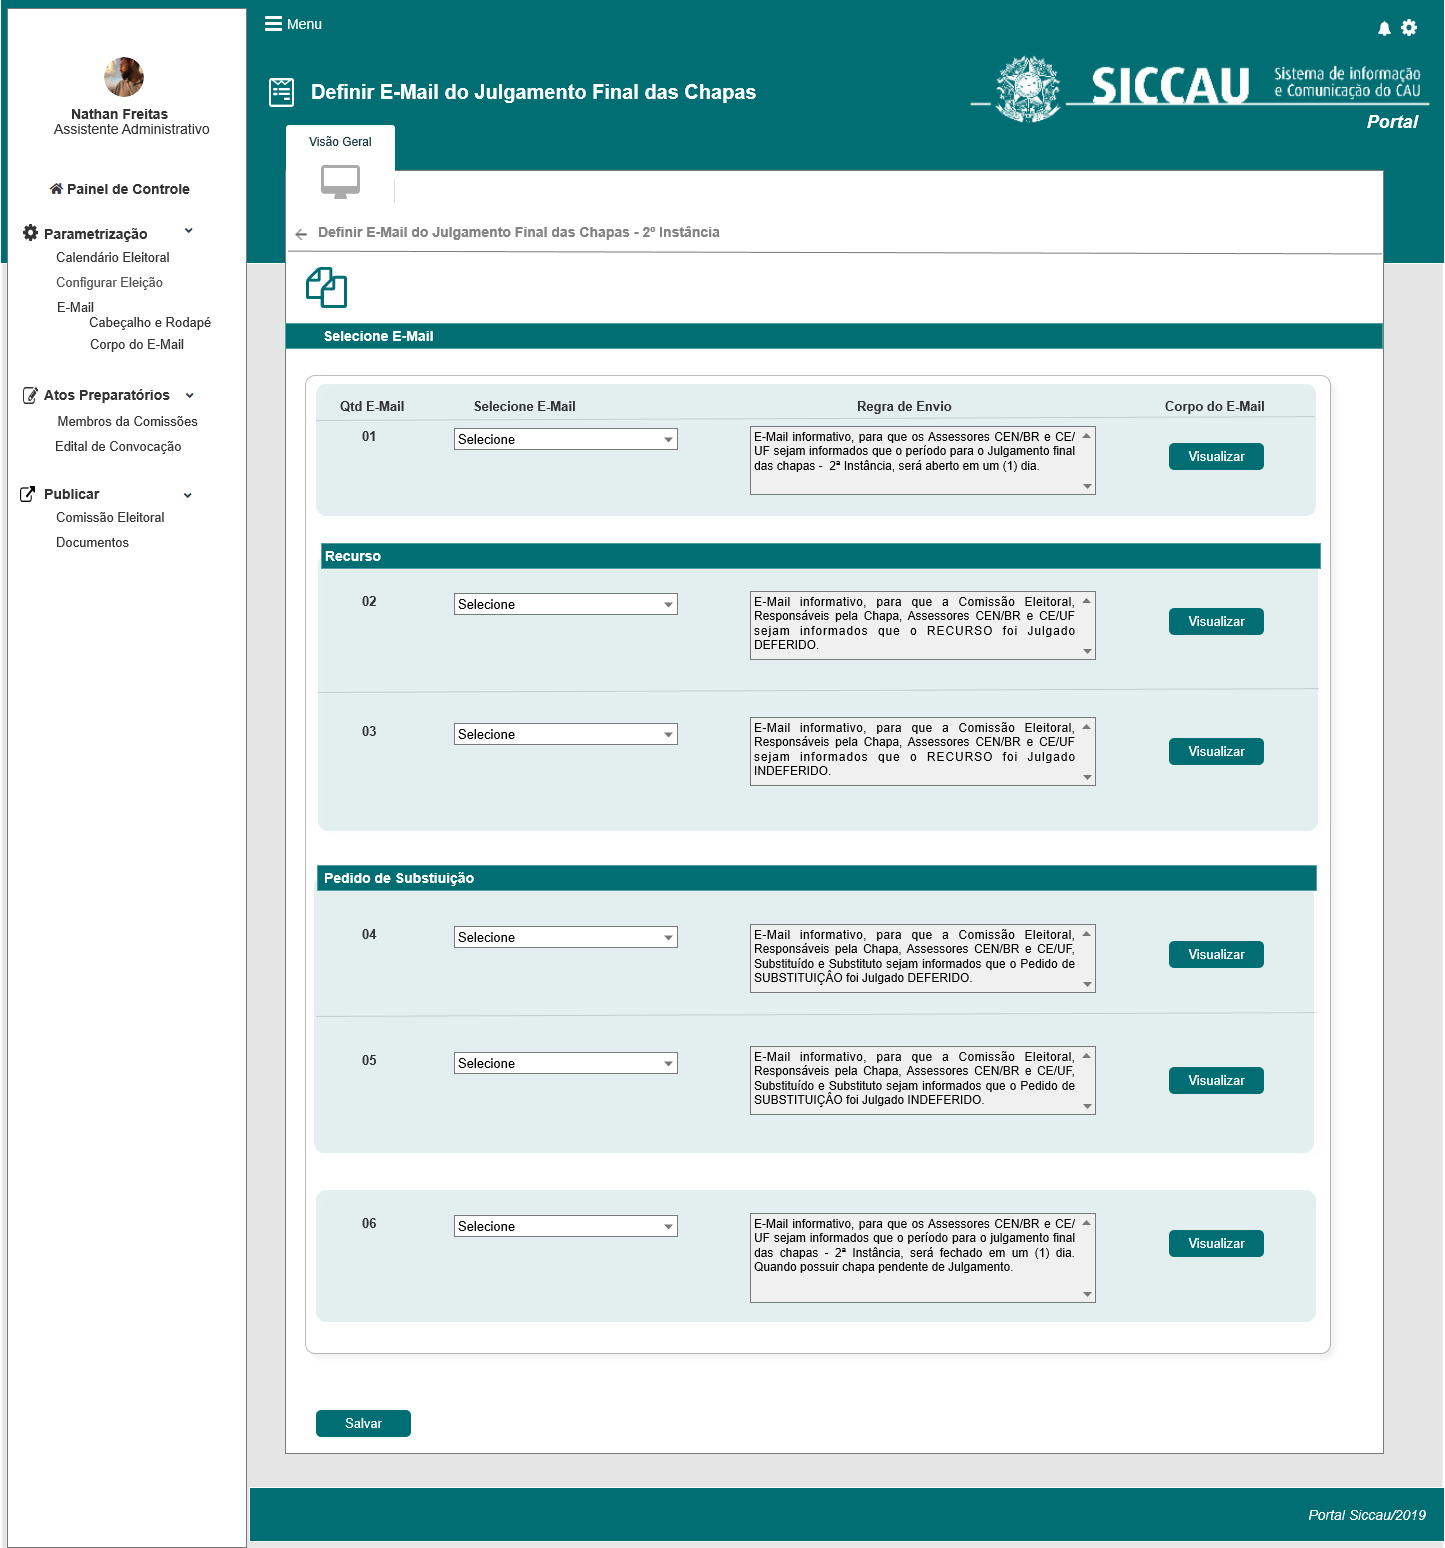 Menu
Nathan Freitas
Assistente Administrativo
Painel de Controle
Parametrização
Calendário Eleitoral
Configurar Eleição
E-Mail
Cabeçalho e Rodapé
Corpo do E-Mail
Atos Preparatórios
Membros da Comissões
Edital de Convocação
Publicar
Comissão Eleitoral
Documentos
Definir E-Mail do Julgamento Final das Chapas
SICCAU
Sistema de informação
e Comunicação do CAU
Portal
Visão Geral
Definir E-Mail do Julgamento Final das Chapas - 2º Instância
Selecione E-Mail
Qtd E-Mail Selecione E-Mail Regra de Envio Corpo do E-Mail
01
Selecione
E-Mail informativo, para que os Assessores CEN/BR e CE/
UF sejam informados que o período para o Julgamento final
das chapas - 2ª Instância, será aberto em um (1) dia.
Visualizar
Recurso
02
Selecione
E-Mail informativo, para que a Comissão Eleitoral,
Responsáveis pela Chapa, Assessores CEN/BR e CE/UF
sejam informados que o RECURSO foi Julgado
DEFERIDO.
Visualizar
03
Selecione
E-Mail informativo, para que a Comissão Eleitoral,
Responsáveis pela Chapa, Assessores CEN/BR e CE/UF
sejam informados que o RECURSO foi Julgado
INDEFERIDO.
Visualizar
Pedido de Substiuição
04
Selecione
E-Mail informativo, para que a Comissão Eleitoral,
Responsáveis pela Chapa, Assessores CEN/BR e CE/UF,
Substituído e Substituto sejam informados que o Pedido de
SUBSTITUIÇÃO foi Julgado DEFERIDO.
Visualizar
05
Selecione
E-Mail informativo, para que a Comissão Eleitoral,
Responsáveis pela Chapa, Assessores CEN/BR e CE/UF,
Substituído e Substituto sejam informados que o Pedido de
SUBSTITUIÇÃO foi Julgado INDEFERIDO.
Visualizar
06
Selecione
E-Mail informativo, para que os Assessores CEN/BR e CE/
UF sejam informados que o período para o julgamento final
das chapas - 2ª Instância, será fechado em um (1) dia.
Quando possuir chapa pendente de Julgamento.
Visualizar
Salvar
Portal Siccau/2019